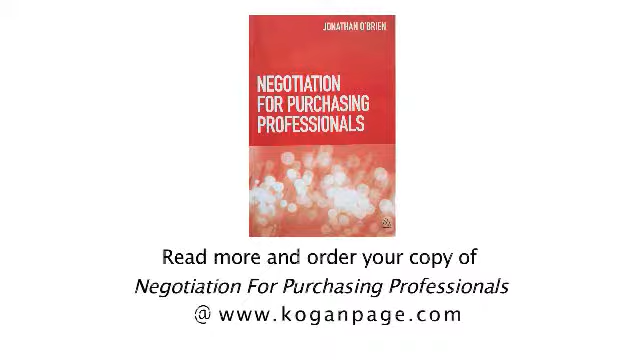 JONATHAN O'BRIEN
NEGOTIATION
FOR PURCHASING
PROFESSIONALS
Read more and order your copy of
Negotiation For Purchasing Professionals
@ www.koganpage.com